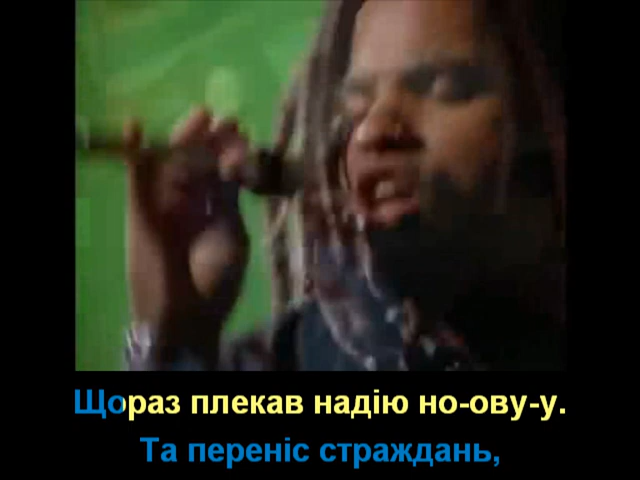 Щораз плекав надію но-ову-у.
Та переніс страждань,